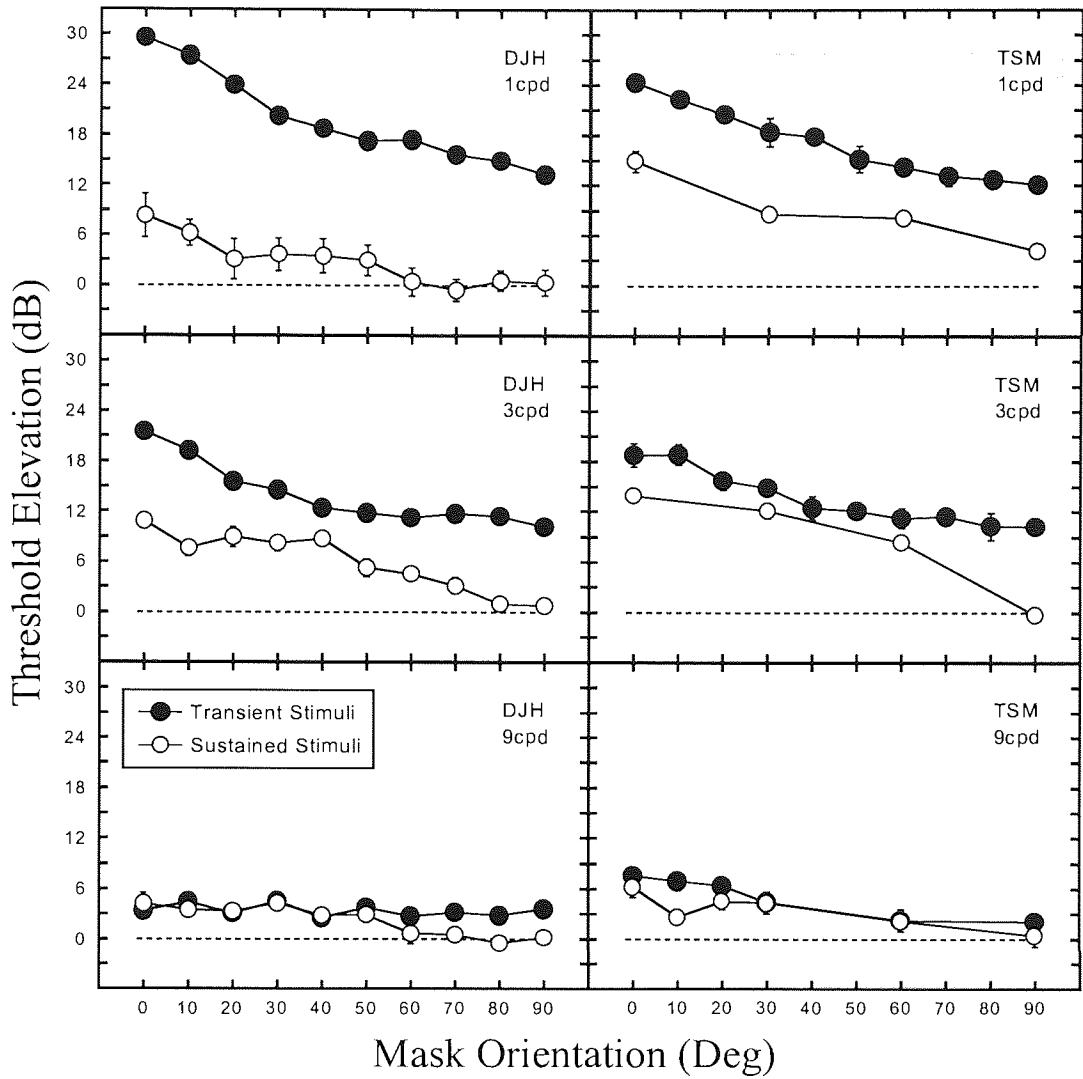 Threshold Elevation (dB)
30
24
18
12
6
0
DJH
1cpd
TSM
1cpd
30
24
18
12
6
0
DJH
3cpd
TSM
3cpd
30
24
18
12
6
0
Transient Stimuli
Sustained Stimuli
DJH
9cpd
TSM
9cpd
0 10 20 30 40 50 60 70 80 90
0 10 20 30 40 50 60 70 80 90
Mask Orientation (Deg)